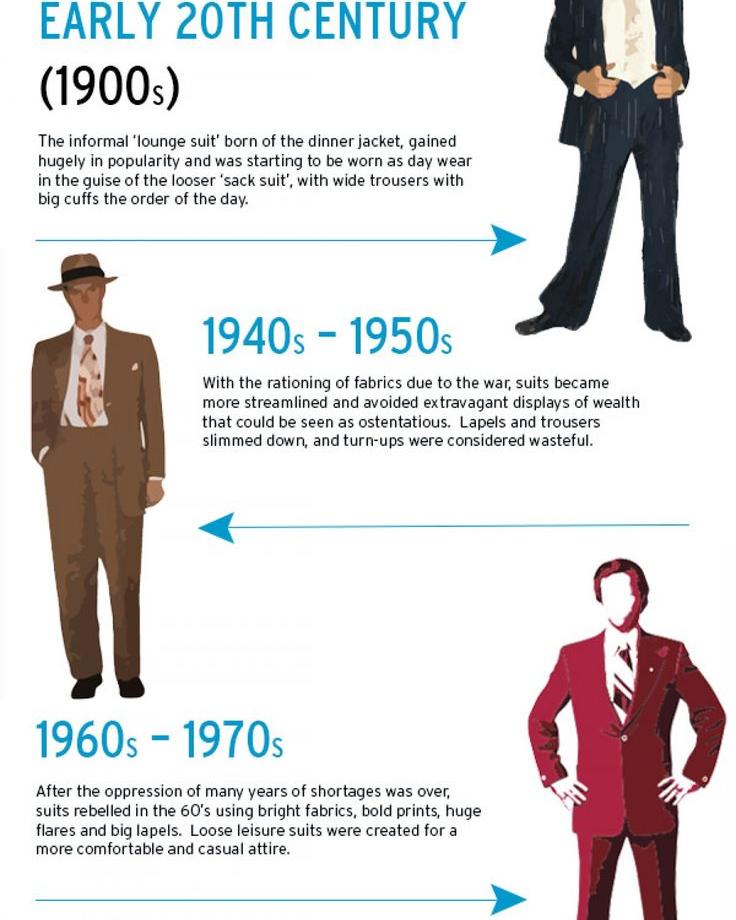 EARLY 20TH CENTURY
(1900s)
The informal ‘lounge suit’ born of the dinner jacket, gained
hugely in popularity and was starting to be worn as day wear
in the guise of the looser ‘sack suit’, with wide trousers with
big cuffs the order of the day.
1940s – 1950s
With the rationing of fabrics due to the war, suits became
more streamlined and avoided extravagant displays of wealth
that could be seen as ostentatious.  Lapels and trousers
slimmed down, and turn-ups were considered wasteful.
1960s – 1970s
After the oppression of many years of shortages was over,
suits rebelled in the 60’s using bright fabrics, bold prints, huge
flares and big lapels.  Loose leisure suits were created for a
more comfortable and casual attire.